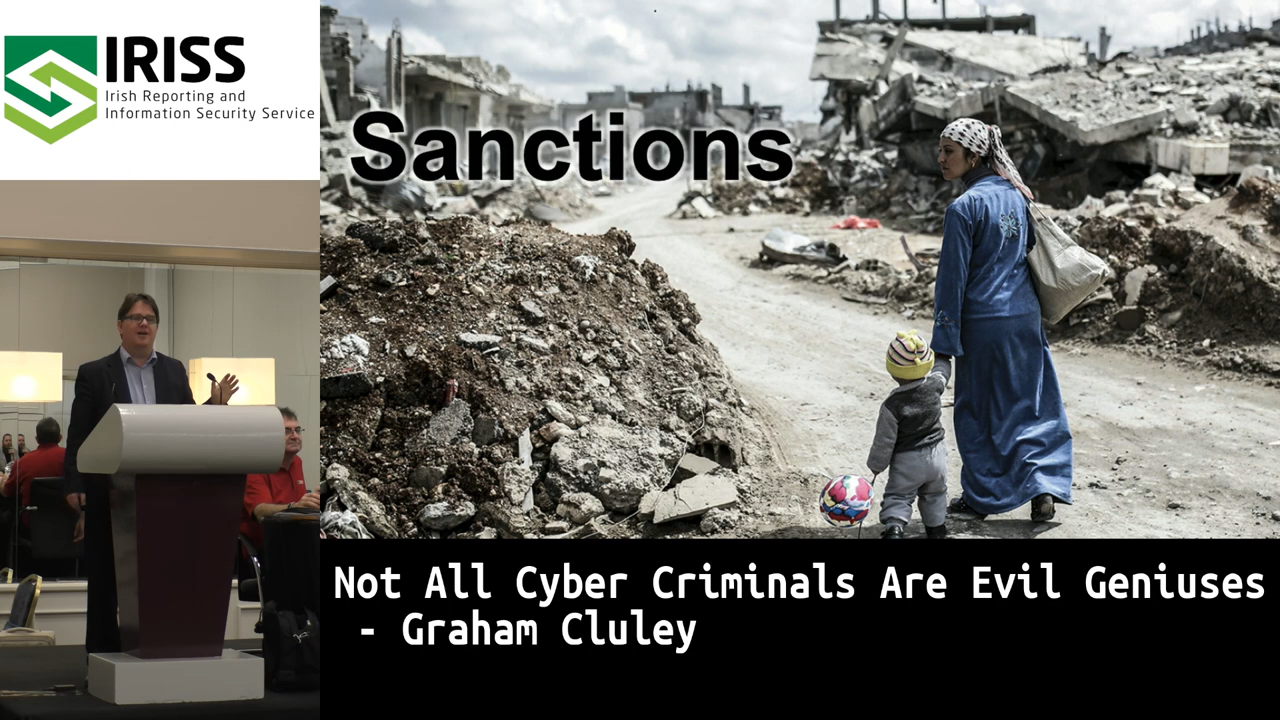 IRISS
Irish Reporting and
Information Security Service
Sanctions
Not All Cyber Criminals Are Evil Geniuses
- Graham Cluley